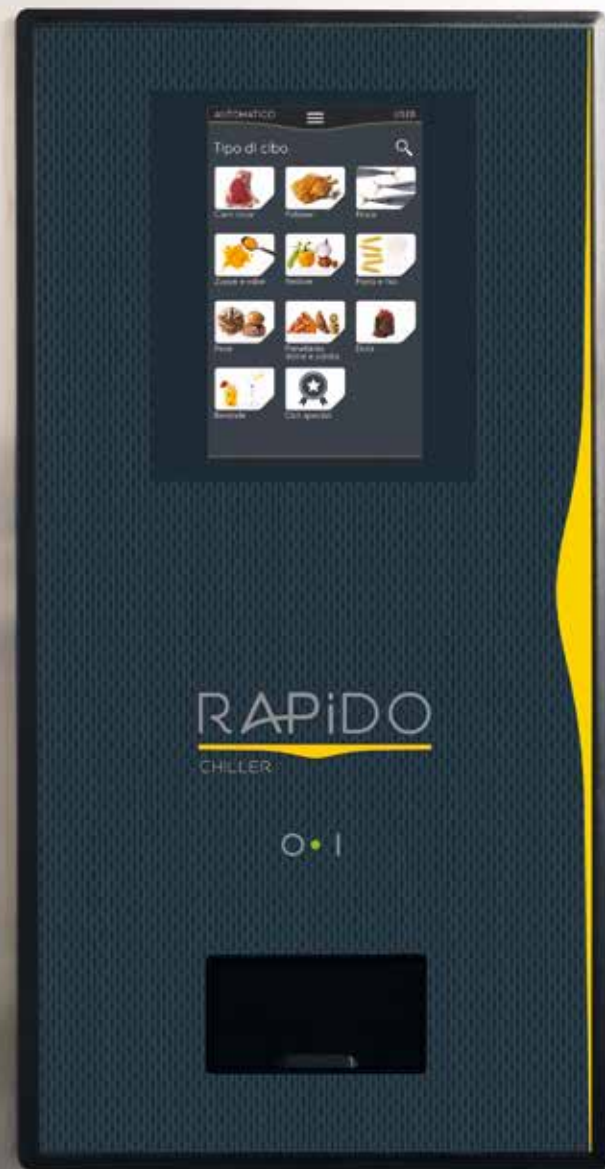 AUTOMATICO
USER
Tipo di cibo
Carni rosse
Pollame
Pesce
Zuppe e salse
Verdure
Pasta e riso
Pane
Panetteria
dolce e salata
Dolci
Bevande
Cicli speciali
RAPiDO
CHILLER
O I